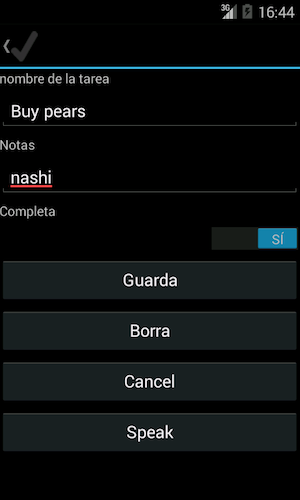 3G 16:44
nombre de la tarea
Buy pears
Notas
nashi
Completa
SÍ
Guarda
Borra
Cancel
Speak